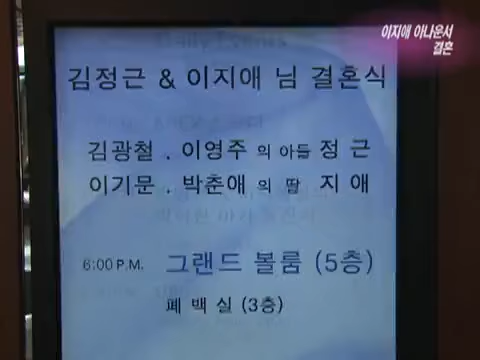 이지애 아나운서
결혼
김정근 & 이지애 님 결혼식
김광철 . 이영주 의 아들 정 근
이기문 . 박춘애 의 딸 지 애
6:00 P.M. 그랜드 볼룸 (5층)
폐 백 실 (3층)